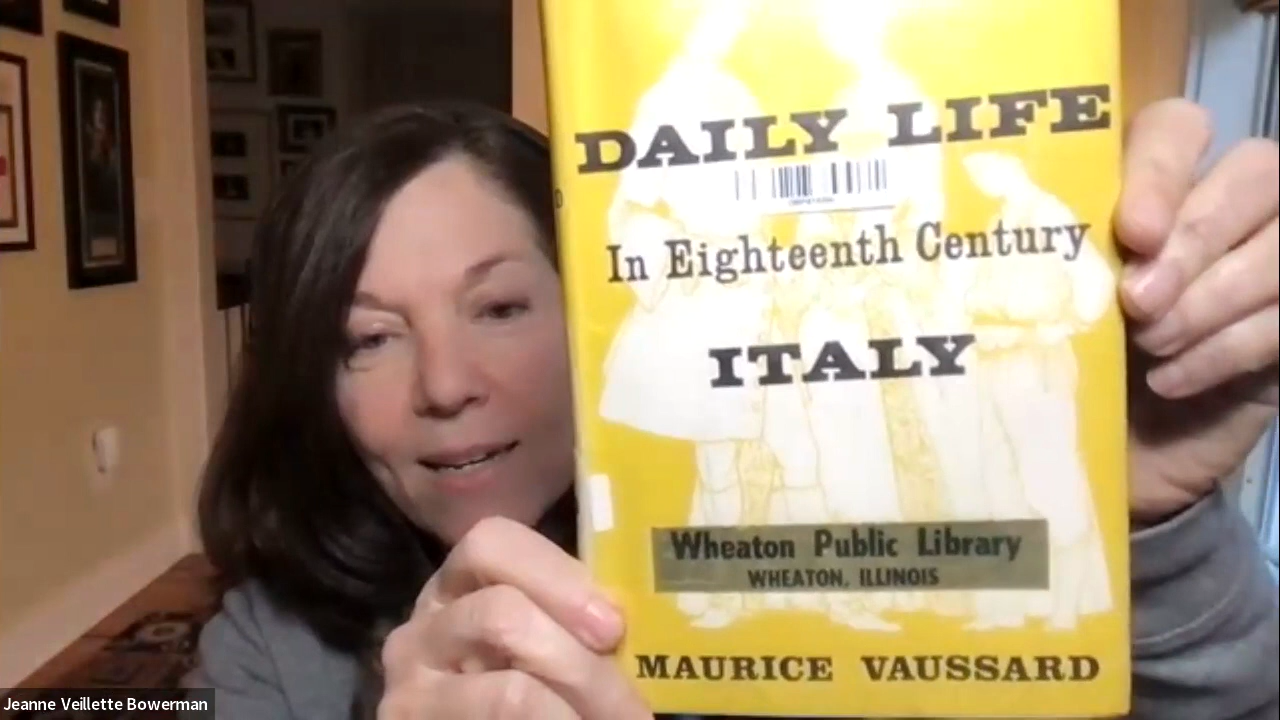 DAILY LIFE
In Eighteenth Century
ITALY
Wheaton Public Library
WHEATON, ILLINOIS
MAURICE VAUSSARD
Jeanne Veillette Bowerman